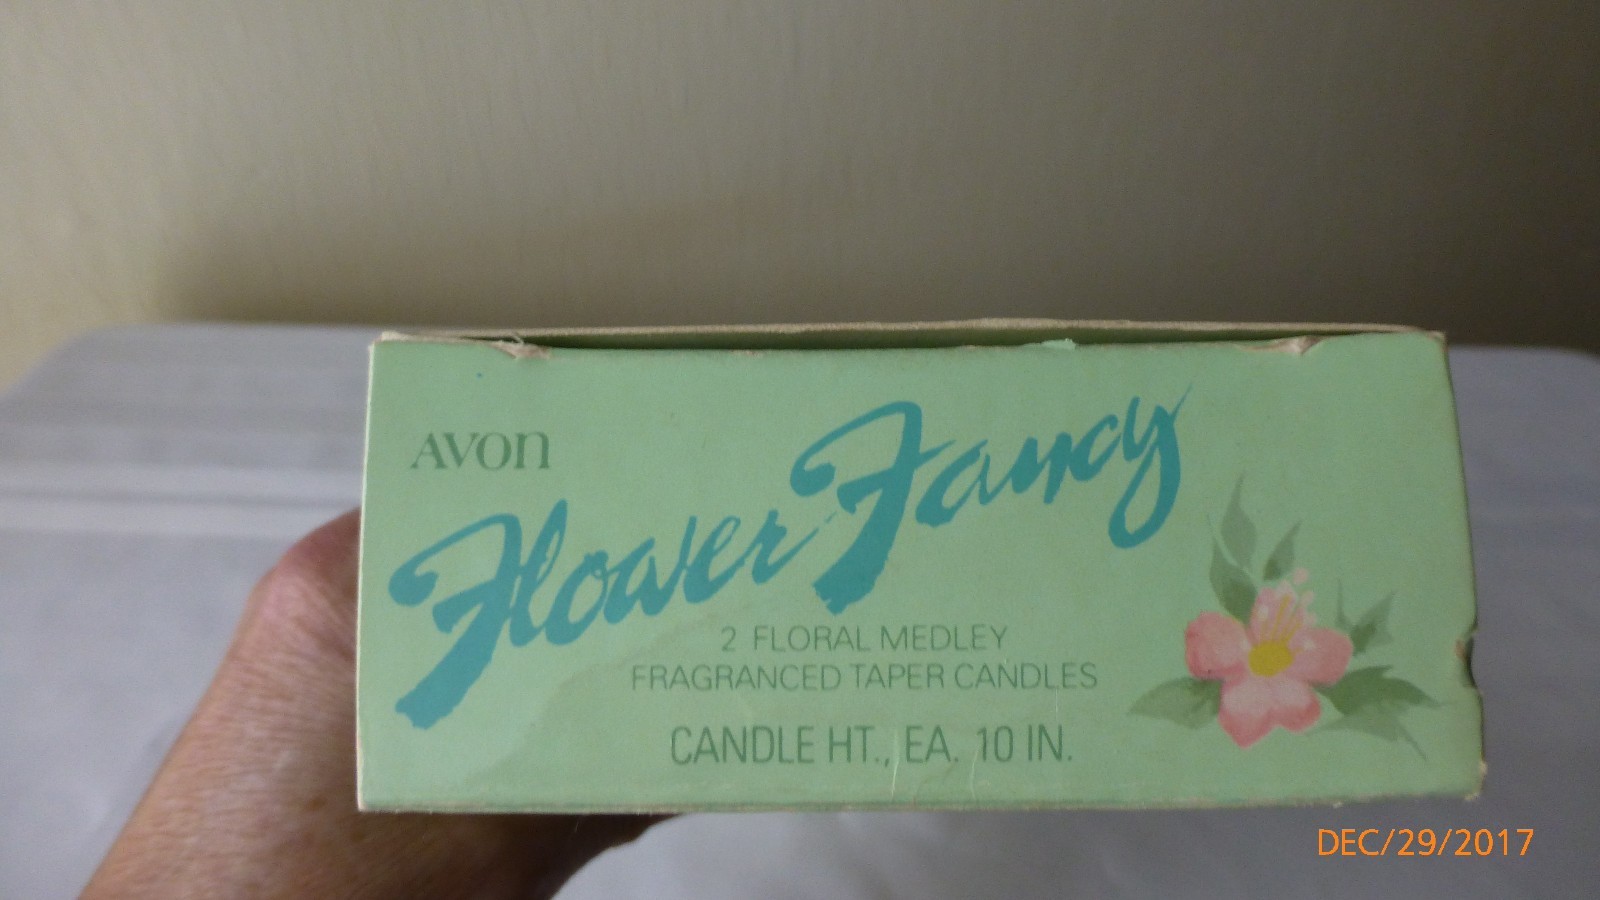 AVON
Flower Fancy
2 FLORAL MEDLEY
FRAGRANCED TAPER CANDLES
CANDLE HT., EA. 10 IN.
DEC/29/2017